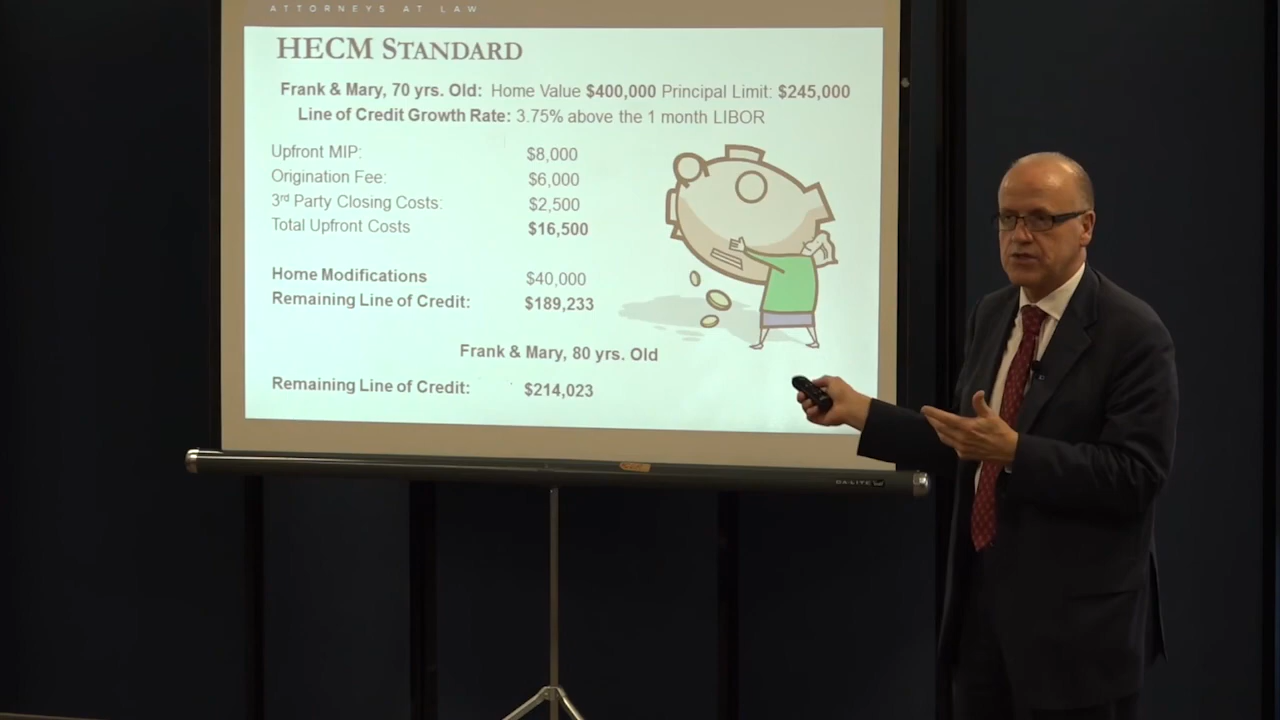 ATTORNEYS AT LAW
HECM STANDARD
Frank & Mary, 70 yrs. Old: Home Value $400,000 Principal Limit: $245,000
Line of Credit Growth Rate: 3.75% above the 1 month LIBOR
Upfront MIP: $8,000
Origination Fee: $6,000
3rd Party Closing Costs: $2,500
Total Upfront Costs $16,500
Home Modifications $40,000
Remaining Line of Credit: $189,233
Frank & Mary, 80 yrs. Old
Remaining Line of Credit: $214,023
DA-LITE